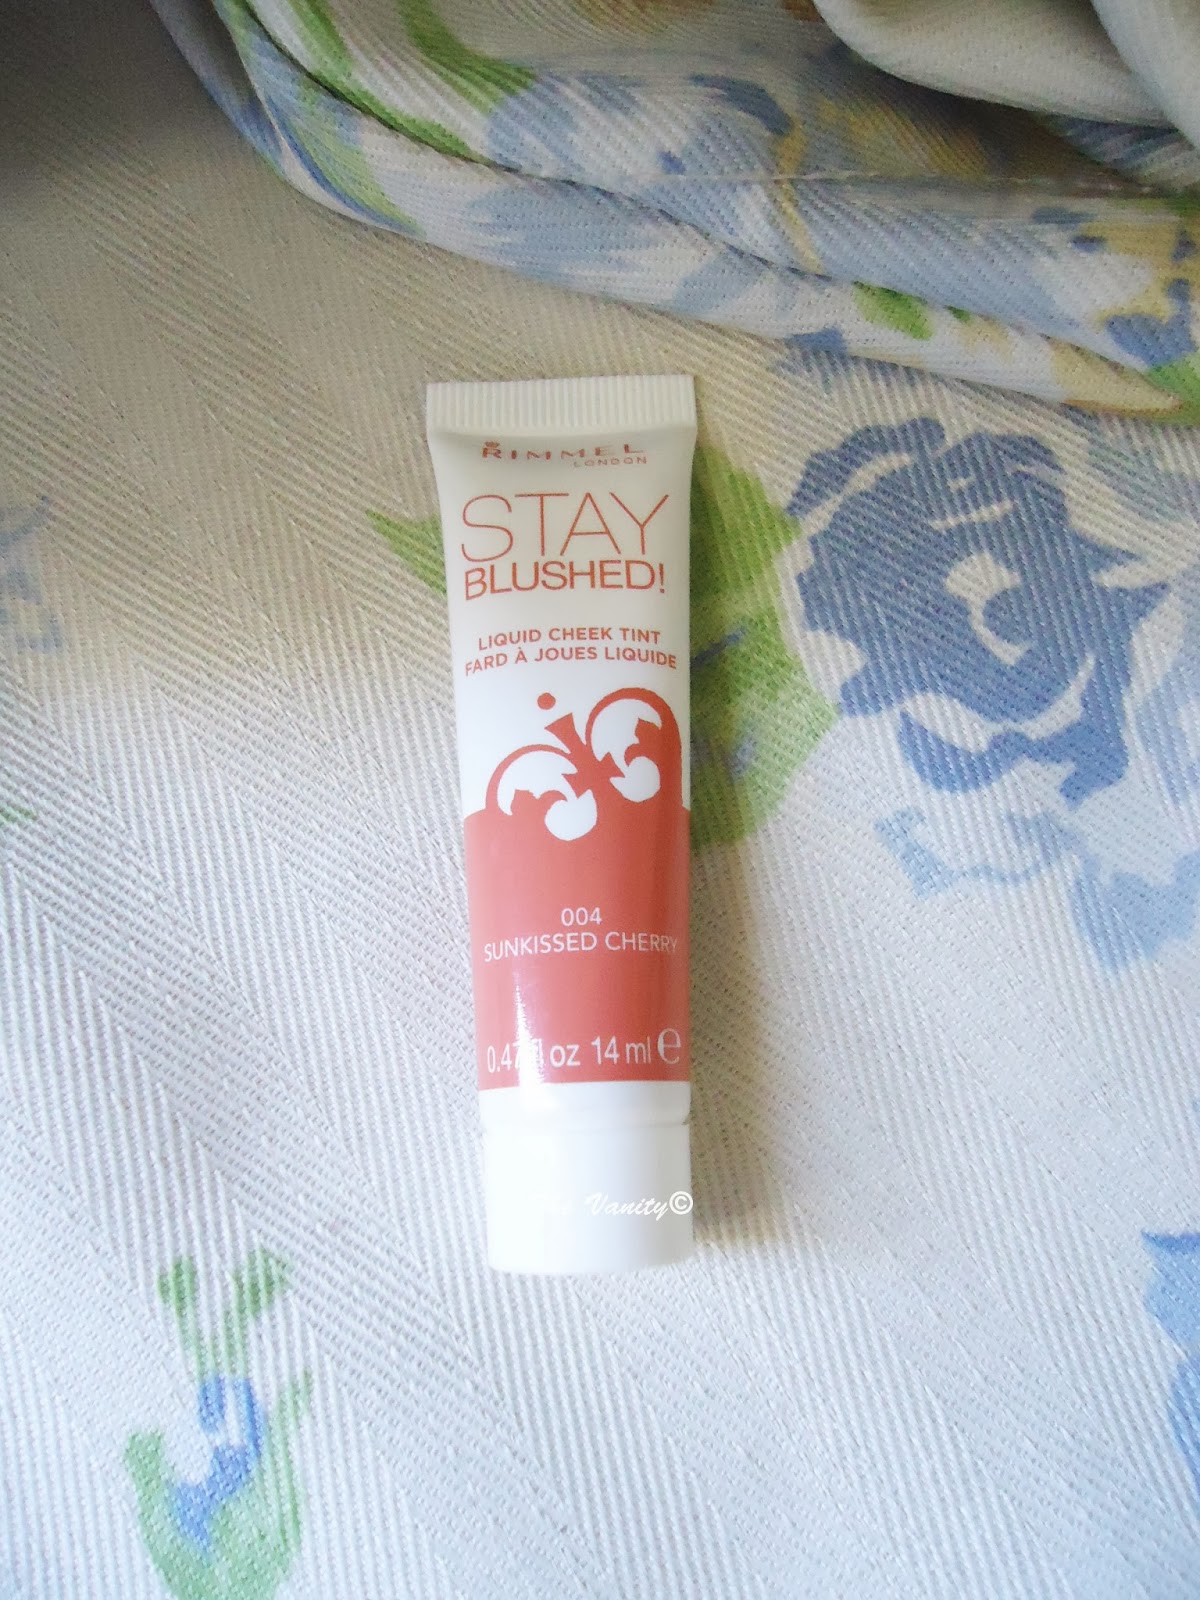 RIMMEL
LONDON
STAY
BLUSHED!
LIQUID CHEEK TINT
FARD À JOUES LIQUIDE
004
SUNKISSED CHERRY
0.47 fl oz 14 ml ℮
Vanity©